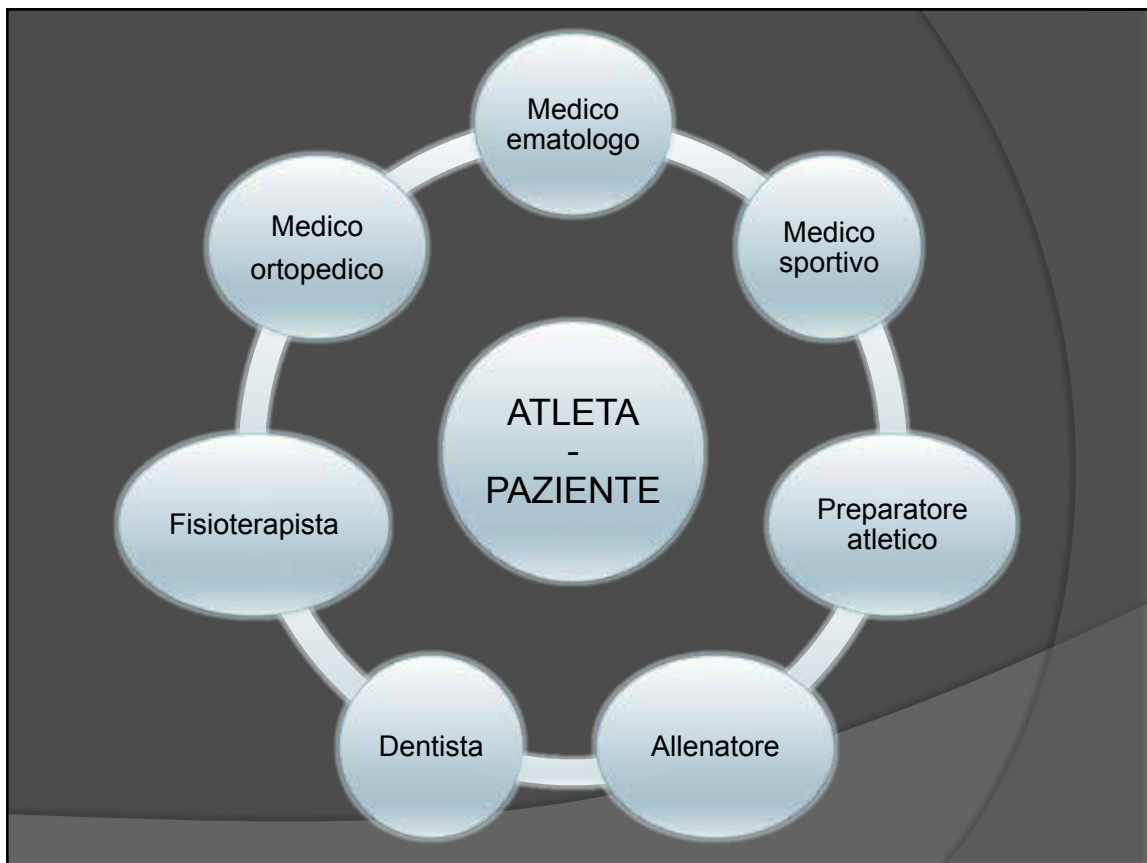 Medico
ematologo
Medico
ortopedico
Medico
sportivo
ATLETA
-
PAZIENTE
Fisioterapista
Preparatore
atletico
Dentista
Allenatore